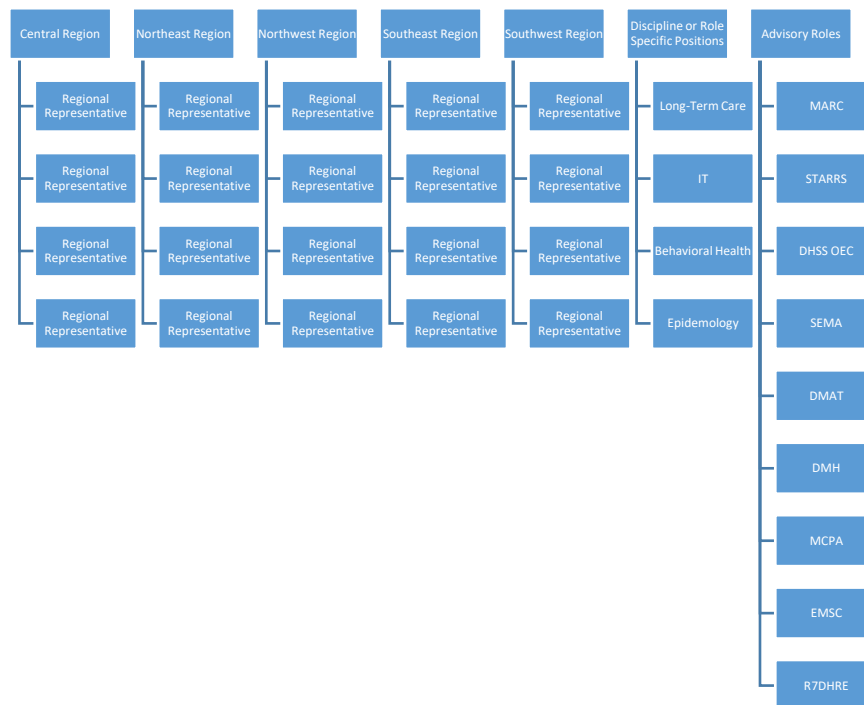 Central Region
Northeast Region
Northwest Region
Southeast Region
Southwest Region
Discipline or Role
Specific Positions
Advisory Roles
Regional
Representative
Regional
Representative
Regional
Representative
Regional
Representative
Regional
Representative
Long-Term Care
MARC
Regional
Representative
Regional
Representative
Regional
Representative
Regional
Representative
Regional
Representative
IT
STARRS
Regional
Representative
Regional
Representative
Regional
Representative
Regional
Representative
Regional
Representative
Behavioral Health
DHSS OEC
Regional
Representative
Regional
Representative
Regional
Representative
Regional
Representative
Regional
Representative
Epidemology
SEMA
DMAT
DMH
MCPA
EMSC
R7DHRE